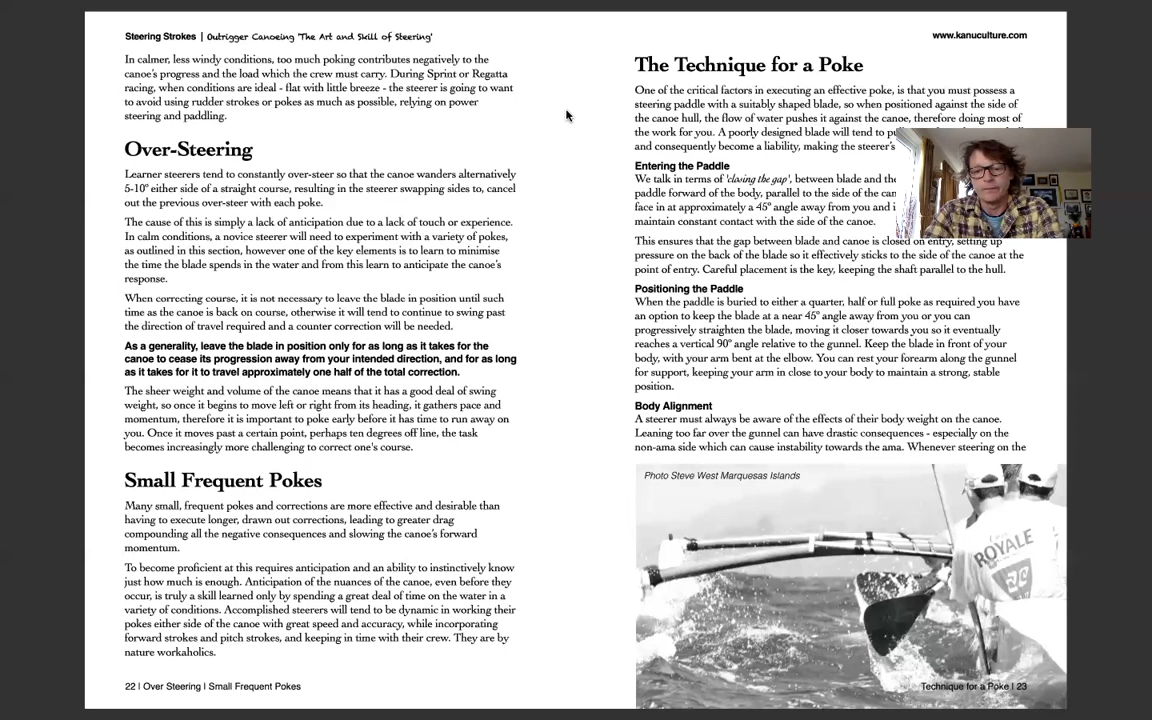 Steering Strokes | Outrigger Canoeing 'The Art and Skill of Steering'
In calmer, less windy conditions, too much poking contributes negatively to the
canoe's progress and the load which the crew must carry. During Sprint or Regatta
racing, when conditions are ideal - flat with little breeze - the steerer is going to want
to avoid using rudder strokes or pokes as much as possible, relying on power
steering and paddling.
Over-Steering
Learner steerers tend to constantly over-steer so that the canoe wanders alternatively
5-10° either side of a straight course, resulting in the steerer swapping sides to, cancel
out the previous over-steer with each poke.
The cause of this is simply a lack of anticipation due to a lack of touch or experience.
In calm conditions, a novice steerer will need to experiment with a variety of pokes,
as outlined in this section, however one of the key elements is to learn to minimise
the time the blade spends in the water and from this learn to anticipate the canoe's
response.
When correcting course, it is not necessary to leave the blade in position until such
time as the canoe is back on course, otherwise it will tend to continue to swing past
the direction of travel required and a counter correction will be needed.
As a generality, leave the blade in position only for as long as it takes for the
canoe to cease its progression away from your intended direction, and for as long
as it takes for it to travel approximately one half of the total correction.
The sheer weight and volume of the canoe means that it has a good deal of swing
weight, so once it begins to move left or right from its heading, it gathers pace and
momentum, therefore it is important to poke early before it has time to run away on
you. Once it moves past a certain point, perhaps ten degrees off line, the task
becomes increasingly more challenging to correct one's course.
Small Frequent Pokes
Many small, frequent pokes and corrections are more effective and desirable than
having to execute longer, drawn out corrections, leading to greater drag
compounding all the negative consequences and slowing the canoe's forward
momentum.
To become proficient at this requires anticipation and an ability to instinctively know
just how much is enough. Anticipation of the nuances of the canoe, even before they
occur, is truly a skill learned only by spending a great deal of time on the water in a
variety of conditions. Accomplished steerers will tend to be dynamic in working their
pokes either side of the canoe with great speed and accuracy, while incorporating
forward strokes and pitch strokes, and keeping in time with their crew. They are by
nature workaholics.
22 | Over Steering | Small Frequent Pokes
www.kanuculture.com
The Technique for a Poke
One of the critical factors in executing an effective poke, is that you must possess a
steering paddle with a suitably shaped blade, so when positioned against the side of
the canoe hull, the flow of water pushes it against the canoe, therefore doing most of
the work for you. A poorly designed blade will tend to
and consequently become a liability, making the steerer's
Entering the Paddle
We talk in terms of 'closing the gap', between blade and the
paddle forward of the body, parallel to the side of the
face in at approximately a 45° angle away from you and
maintain constant contact with the side of the canoe.
This ensures that the gap between blade and canoe is closed on entry, setting up
pressure on the back of the blade so it effectively sticks to the side of the canoe at the
point of entry. Careful placement is the key, keeping the shaft parallel to the hull.
Positioning the Paddle
When the paddle is buried to either a quarter, half or full poke as required you have
an option to keep the blade at a near 45° angle away from you or you can
progressively straighten the blade, moving it closer towards you so it eventually
reaches a vertical 90° angle relative to the gunnel. Keep the blade in front of your
body, with your arm bent at the elbow. You can rest your forearm along the gunnel
for support, keeping your arm in close to your body to maintain a strong, stable
position.
Body Alignment
A steerer must always be aware of the effects of their body weight on the canoe.
Leaning too far over the gunnel can have drastic consequences - especially on the
non-ama side which can cause instability towards the ama. Whenever steering on the
Photo Steve West Marquesas Islands
ROYALE
Technique for a Poke | 23